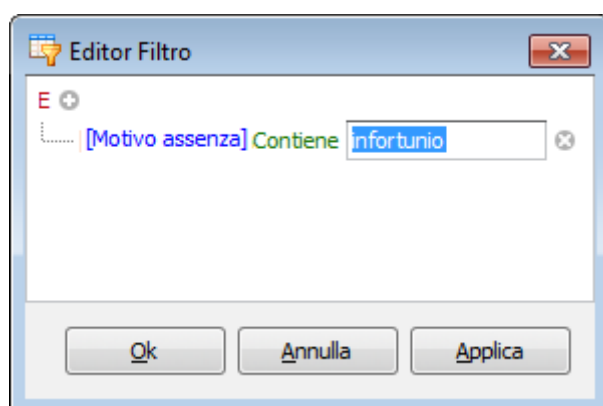 Editor Filtro
E
[Motivo assenza] Contiene infortunio
Ok Annulla Applica